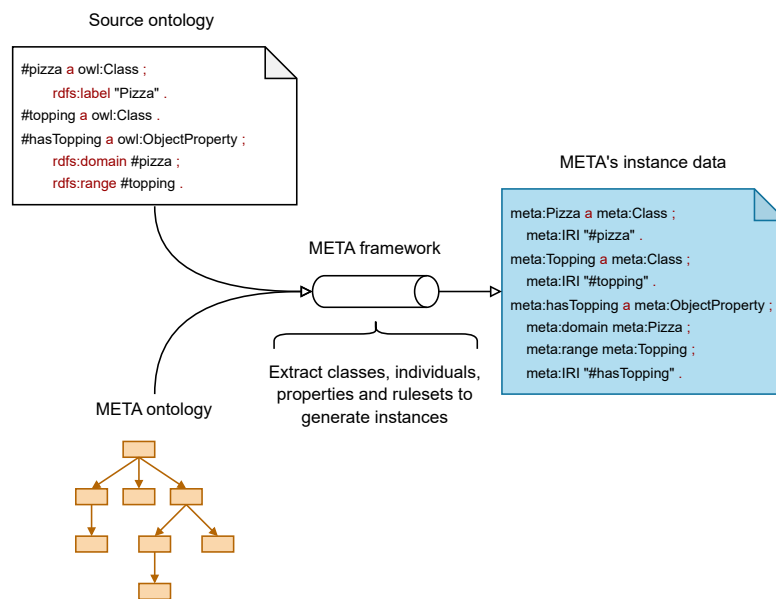 Source ontology
#pizza a owl:Class ;
rdfs:label "Pizza" .
#topping a owl:Class .
#hasTopping a owl:ObjectProperty ;
rdfs:domain #pizza ;
rdfs:range #topping .
META's instance data
meta:Pizza a meta:Class ;
meta:IRI "#pizza" .
meta:Topping a meta:Class ;
meta:IRI "#topping" .
meta:hasTopping a meta:ObjectProperty ;
meta:domain meta:Pizza ;
meta:range meta:Topping ;
meta:IRI "#hasTopping" .
META framework
Extract classes, individuals,
properties and rulesets to
generate instances
META ontology